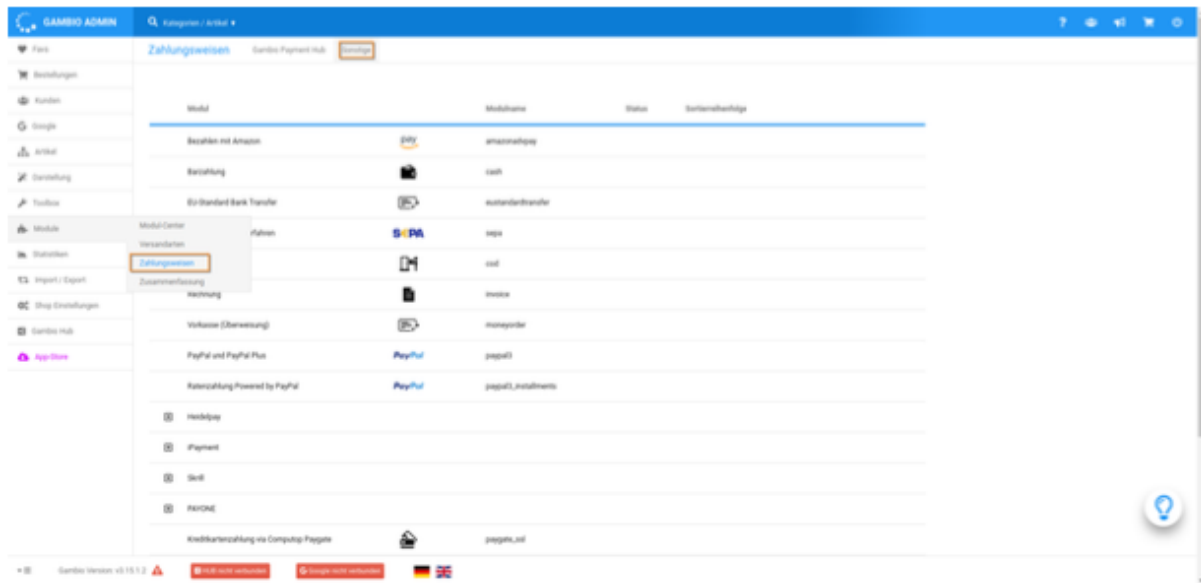 GAMBIO ADMIN
Kategorien / Artikel
Favs
Zahlungsweisen
Gambio Payment Hub
Sonstige
Bestellungen
Kunden
Google
Artikel
Darstellung
Toolbox
Module
Statistiken
Import / Export
Shop Einstellungen
Gambio Hub
App-Store
Modul-Center
Versandarten
Zahlungsweisen
Zusammenfassung
Modul
Modulname
Status
Sortierreihenfolge
Bezahlen mit Amazon
pay
amazonadvpay
Barzahlung
cash
EU-Standard Bank Transfer
eustandardtransfer
rfahren
SEPA
sepa
cod
Rechnung
invoice
Vorkasse (Überweisung)
moneyorder
PayPal und PayPal Plus
PayPal
paypal3
Ratenzahlung Powered by PayPal
PayPal
paypal3_installments
Heidelpay
iPayment
Skrill
PAYONE
Kreditkartenzahlung via Computop Paygate
paygate_ssl
Gambio Version: v3.15.1.2
HUB nicht verbunden
Google nicht verbunden